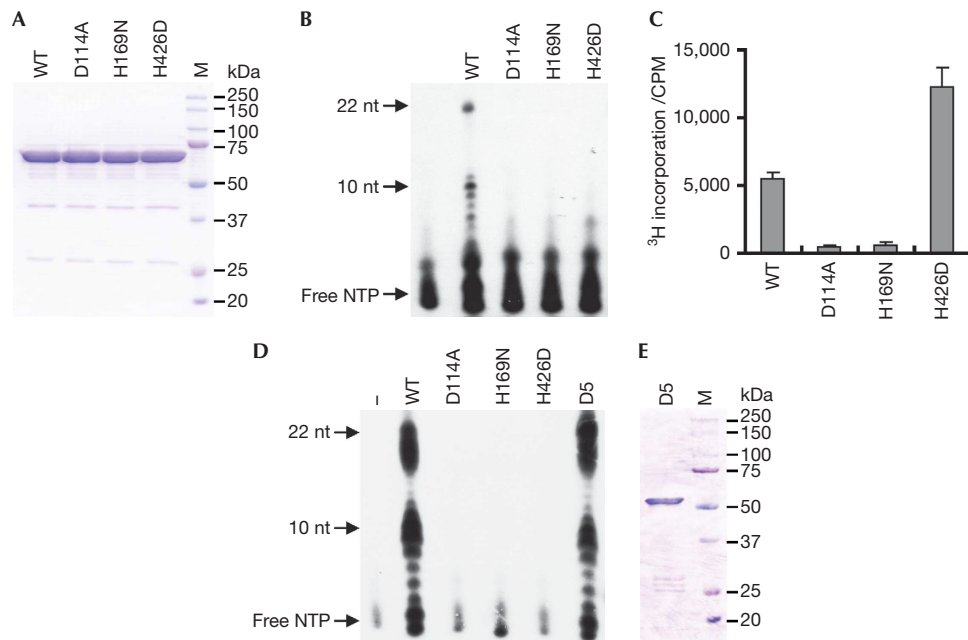 A
WT
D114A
H169N
H426D
M
kDa
250
150
100
75
50
37
25
20
B
WT
D114A
H169N
H426D
22 nt
10 nt
Free NTP
C
³H incorporation /CPM
15,000
10,000
5,000
0
WT
D114A
H169N
H426D
D
–
WT
D114A
H169N
H426D
D5
22 nt
10 nt
Free NTP
E
D5
M
kDa
250
150
100
75
50
37
25
20